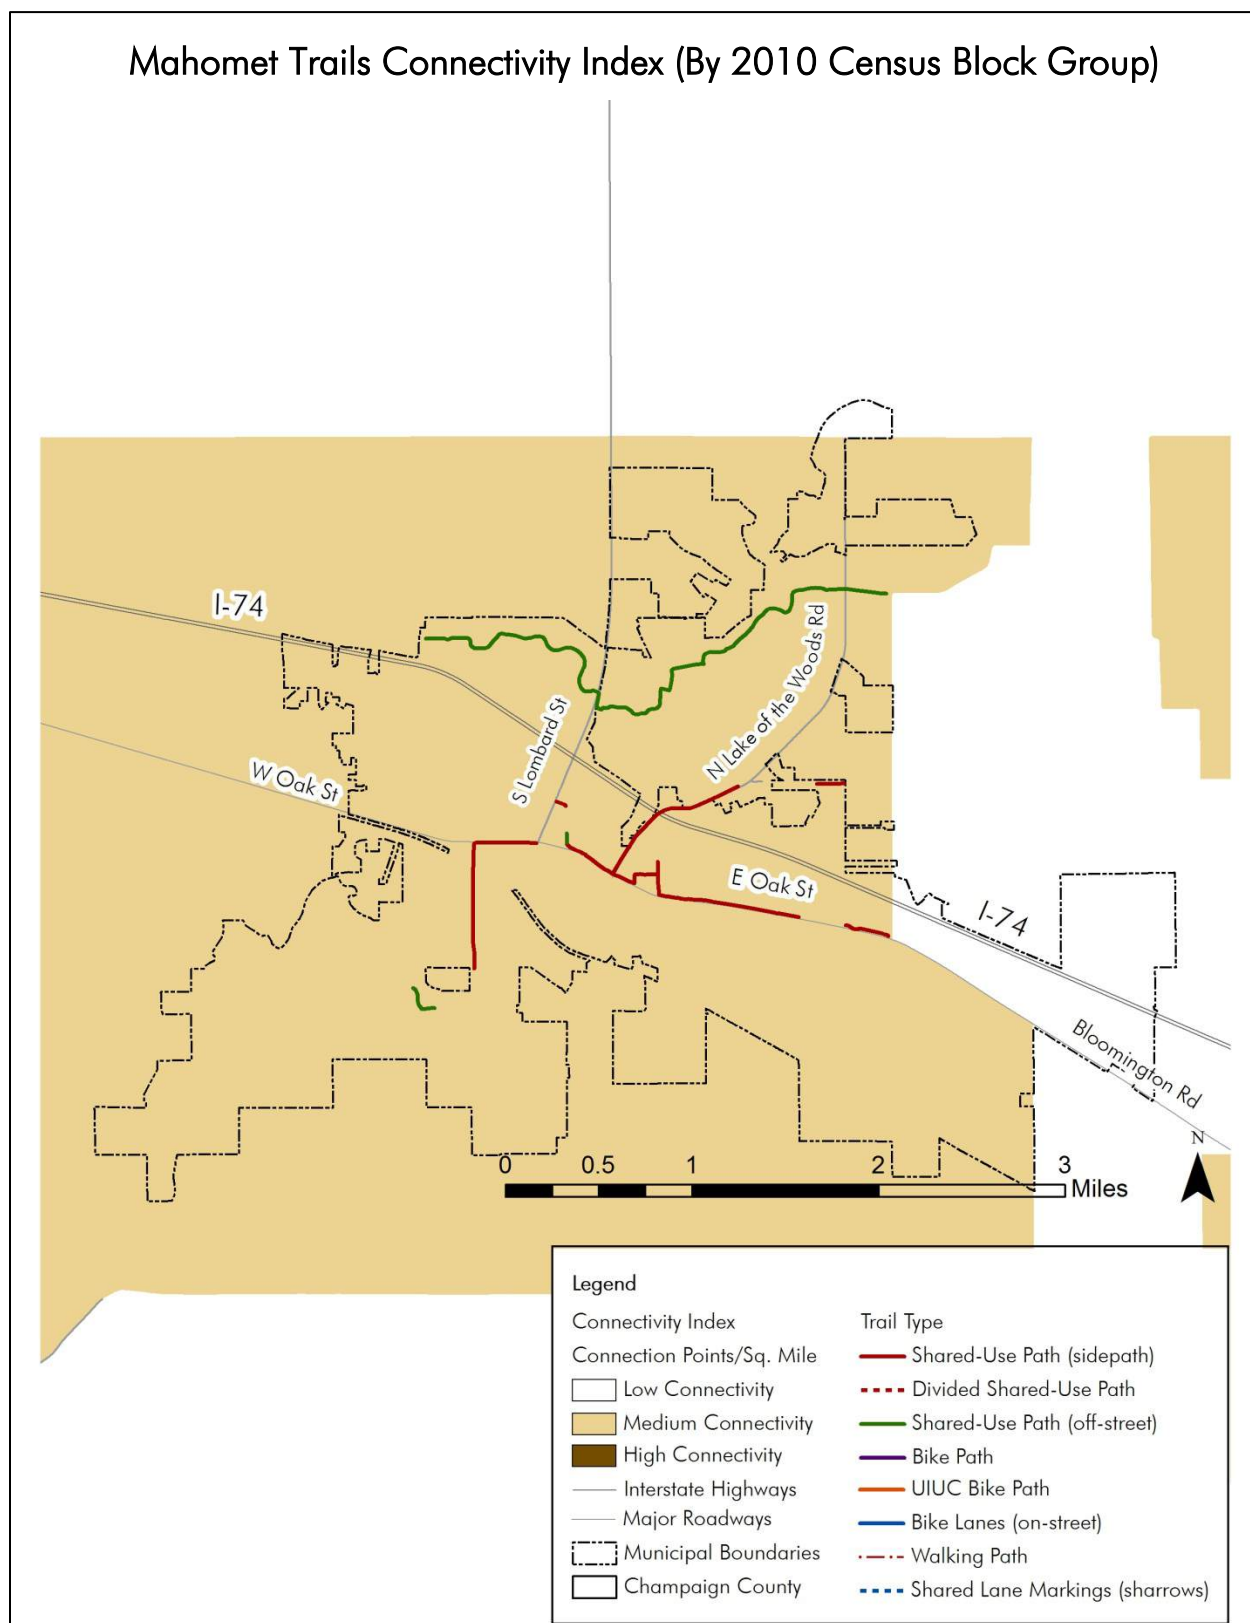 Mahomet Trails Connectivity Index (By 2010 Census Block Group)
I-74
N Lake of the Woods Rd
S Lombard St
W Oak St
E Oak St
I-74
Bloomington Rd
N
0 0.5 1 2 3
Miles
Legend
Connectivity Index
Connection Points/Sq. Mile
Low Connectivity
Medium Connectivity
High Connectivity
Interstate Highways
Major Roadways
Municipal Boundaries
Champaign County
Trail Type
Shared-Use Path (sidepath)
Divided Shared-Use Path
Shared-Use Path (off-street)
Bike Path
UIUC Bike Path
Bike Lanes (on-street)
Walking Path
Shared Lane Markings (sharrows)